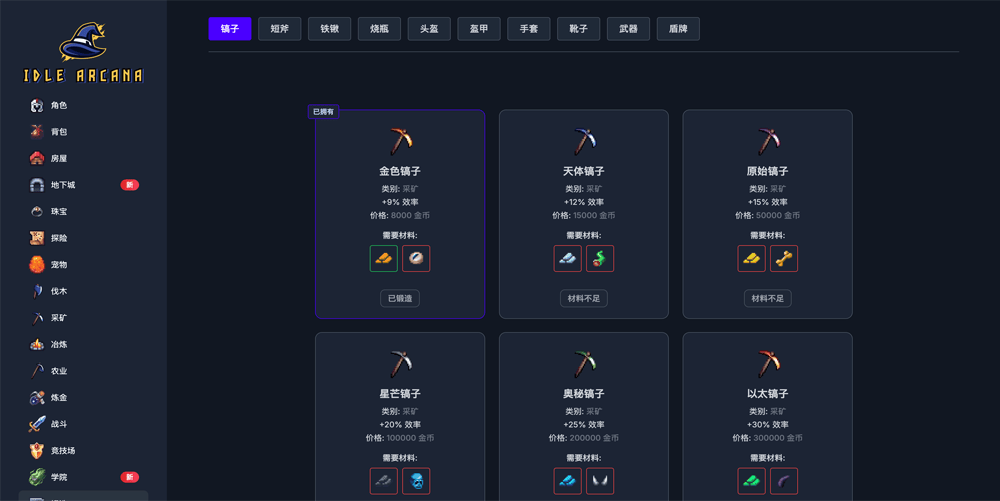 IDLE ARCANA
角色
背包
房屋
地下城 新
珠宝
探险
宠物
伐木
采矿
冶炼
农业
炼金
战斗
竞技场
学院 新
镐子 短斧 铁锹 烧瓶 头盔 盔甲 手套 靴子 武器 盾牌
已拥有
金色镐子
类别: 采矿
+9% 效率
价格: 8000 金币
需要材料:
已锻造
天体镐子
类别: 采矿
+12% 效率
价格: 15000 金币
需要材料:
材料不足
原始镐子
类别: 采矿
+15% 效率
价格: 50000 金币
需要材料:
材料不足
星芒镐子
类别: 采矿
+20% 效率
价格: 100000 金币
需要材料:
奥秘镐子
类别: 采矿
+25% 效率
价格: 200000 金币
需要材料:
以太镐子
类别: 采矿
+30% 效率
价格: 300000 金币
需要材料: